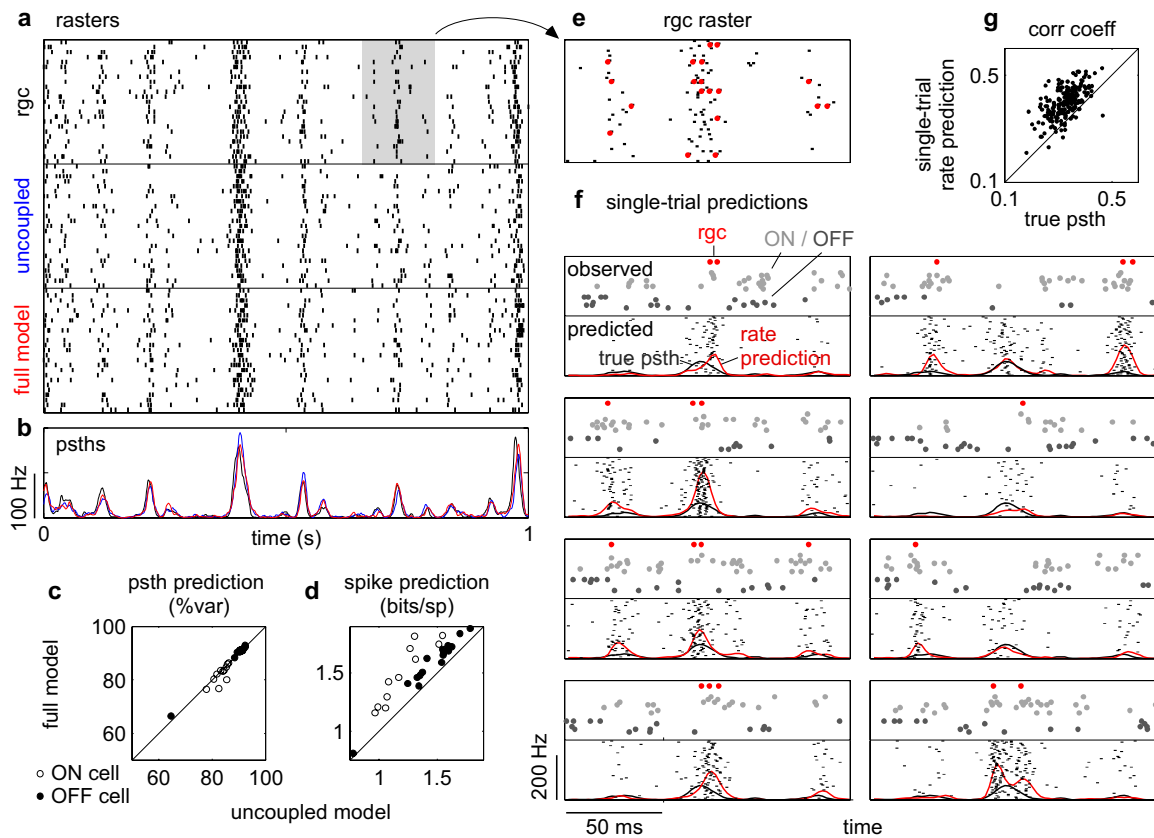 a rasters
rgc
uncoupled
full model
b psths
100 Hz
0 1
time (s)
c psth prediction
(%var)
full model
100
80
60
60 80 100
d spike prediction
(bits/sp)
1.5
1
1 1.5
uncoupled model
ON cell
OFF cell
e rgc raster
f single-trial predictions
rgc
ON / OFF
observed
predicted
true psth
rate
prediction
200 Hz
50 ms
time
g corr coeff
single-trial
rate prediction
0.5
0.1
0.1 0.5
true psth